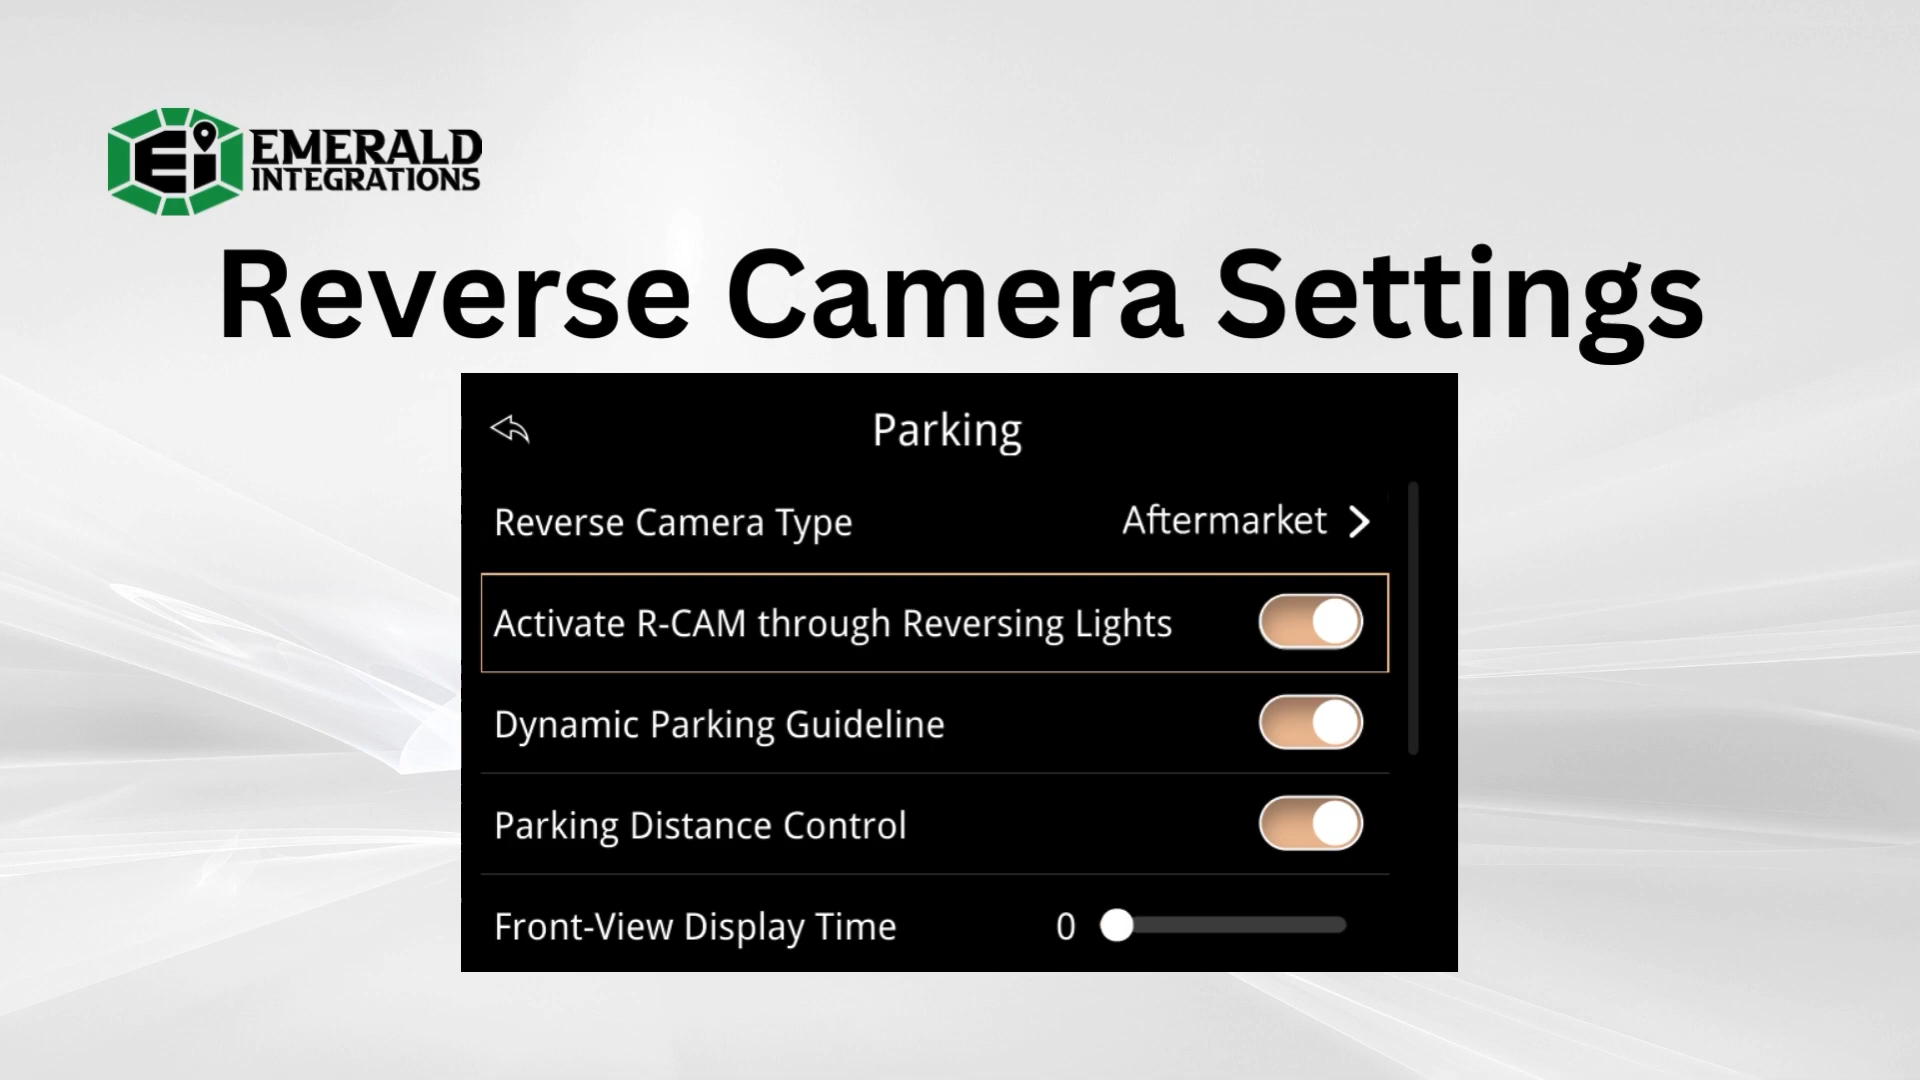 Ei EMERALD
INTEGRATIONS
Reverse Camera Settings
Parking
Reverse Camera Type Aftermarket
Activate R-CAM through Reversing Lights
Dynamic Parking Guideline
Parking Distance Control
Front-View Display Time 0